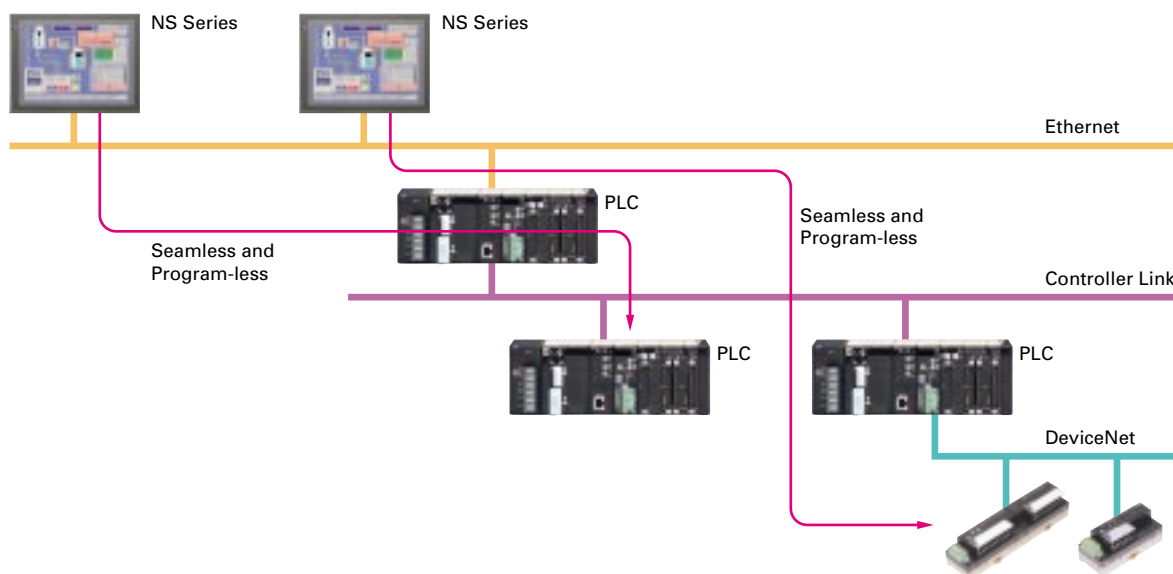 NS Series
NS Series
Ethernet
PLC
Seamless and
Program-less
Seamless and
Program-less
Controller Link
PLC
PLC
DeviceNet